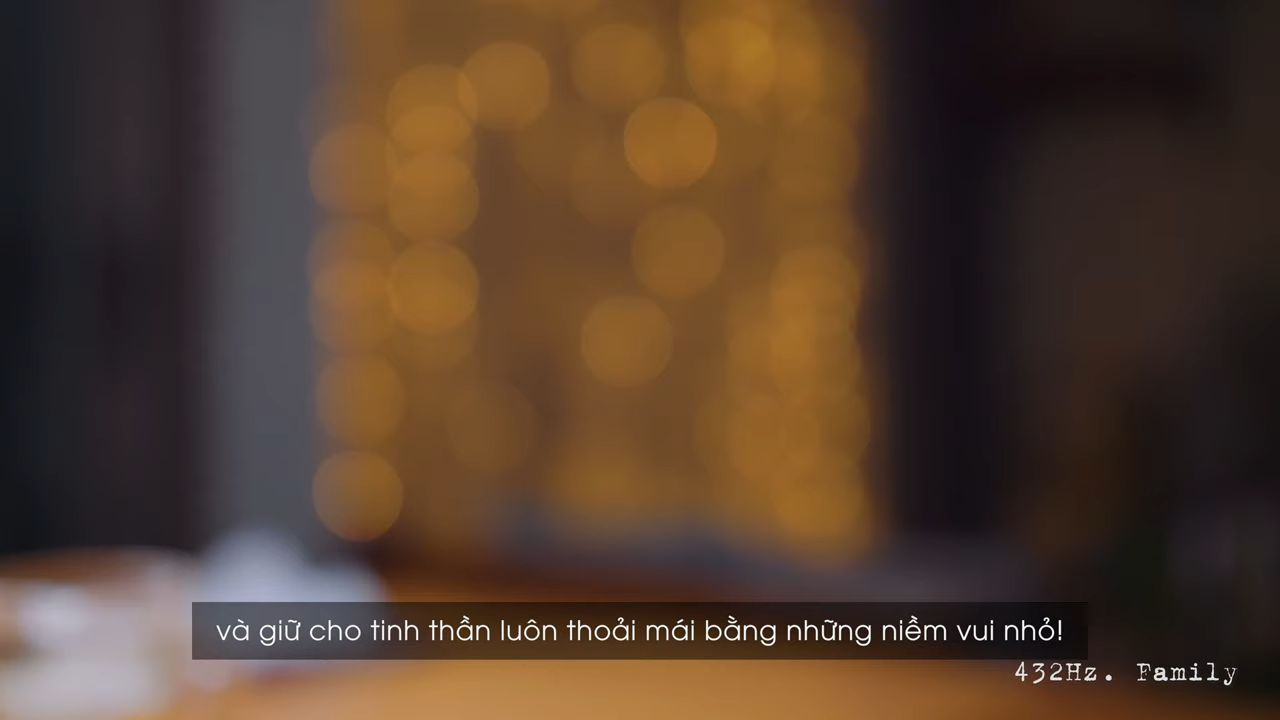 và giữ cho tinh thần luôn thoải mái bằng những niềm vui nhỏ!
432Hz. Family